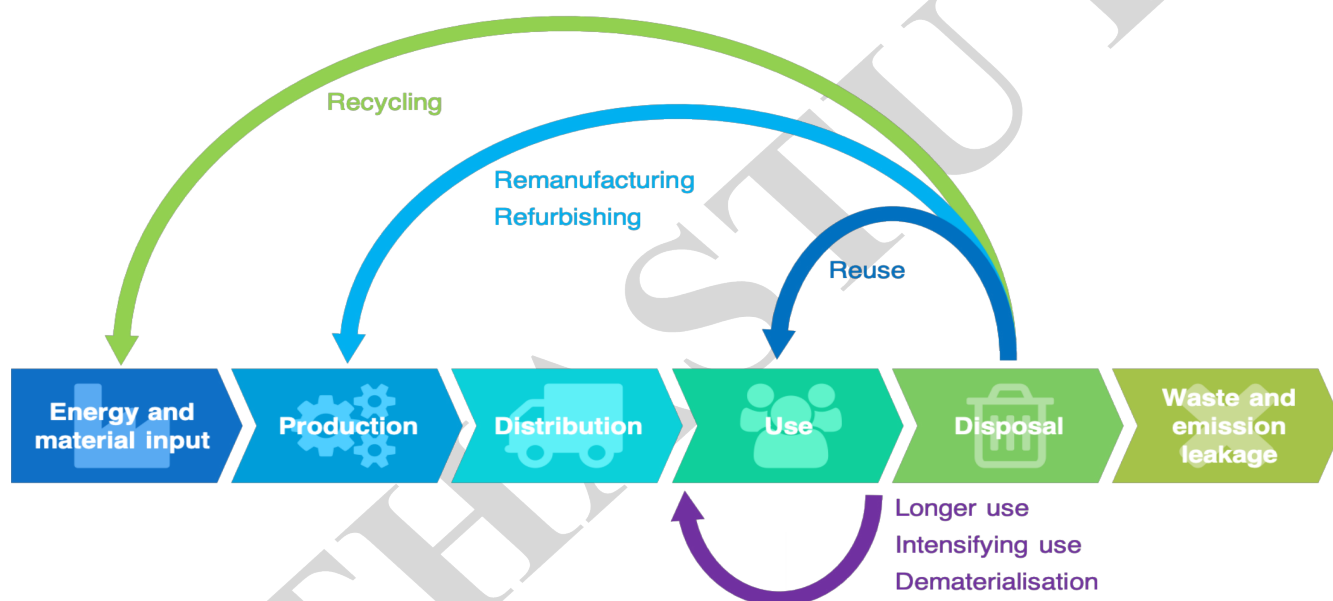 Recycling
Remanufacturing
Refurbishing
Reuse
Energy and
material input
Production
Distribution
Use
Disposal
Waste and
emission
leakage
Longer use
Intensifying use
Dematerialisation